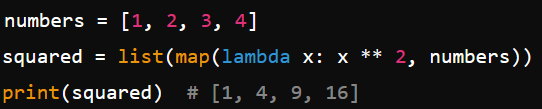 numbers = [1, 2, 3, 4]
squared = list(map(lambda x: x ** 2, numbers))
print(squared)  # [1, 4, 9, 16]